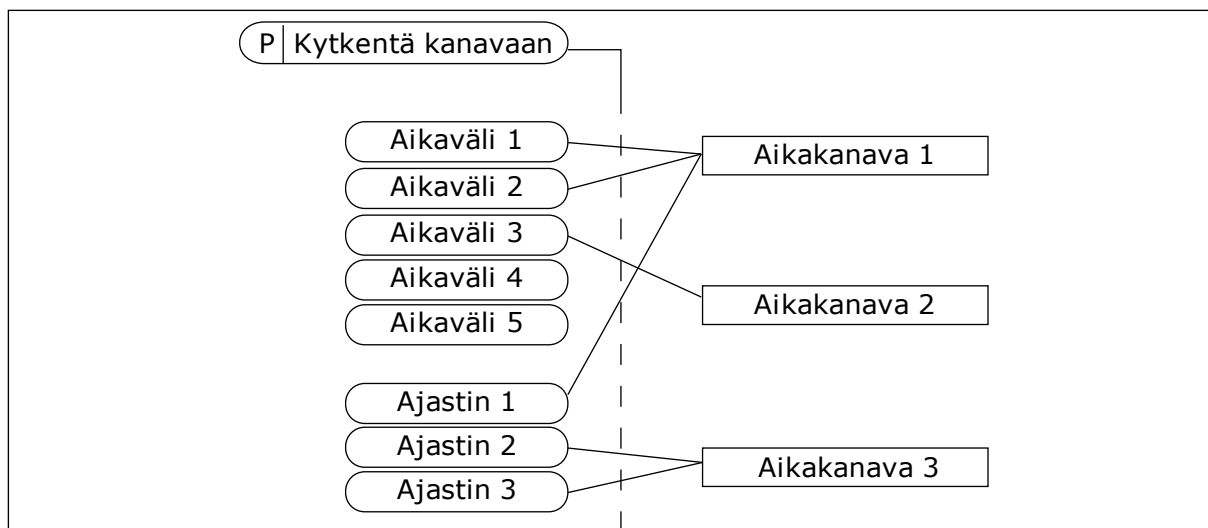 P Kytkentä kanavaan
Aikaväli 1
Aikaväli 2
Aikaväli 3
Aikaväli 4
Aikaväli 5
Ajastin 1
Ajastin 2
Ajastin 3
Aikakanava 1
Aikakanava 2
Aikakanava 3